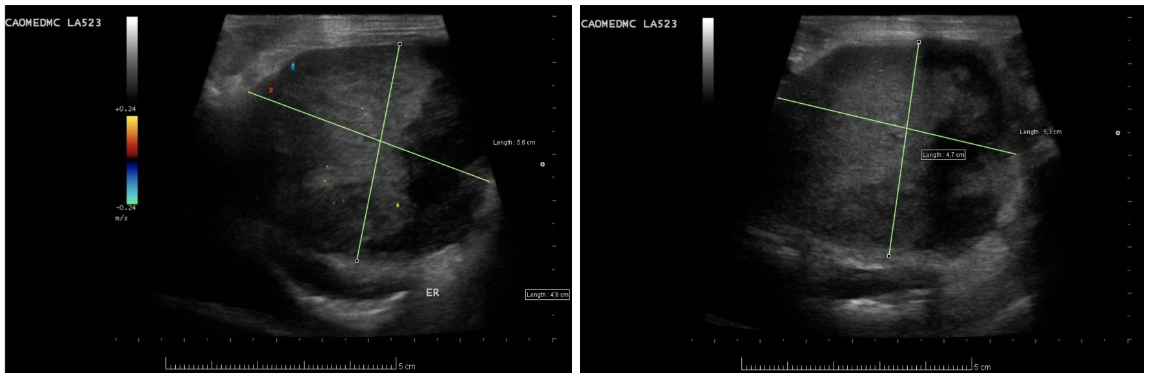 CAOMEDMC LA523
+0.24
-0.24
m/s
Length : 5,6 cm
ER
Length : 4,9 cm
5 cm
CAOMEDMC LA523
Length : 5,3 cm
Length : 4,7 cm
5 cm